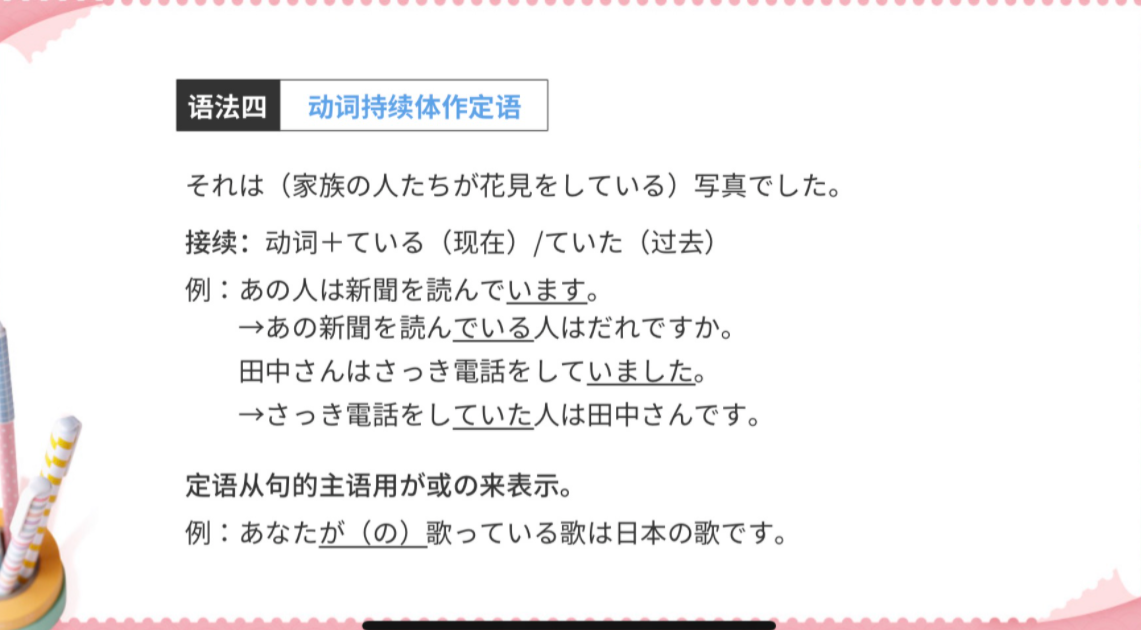 语法四 动词持续体作定语
それは（家族の人たちが花見をしている）写真でした。
接续：动词＋ている（现在）/ていた（过去）
例：あの人は新聞を読んでいます。
→あの新聞を読んでいる人はだれですか。
田中さんはさっき電話をしていました。
→さっき電話をしていた人は田中さんです。
定语从句的主语用が或の来表示。
例：あなたが（の）歌っている歌は日本の歌です。